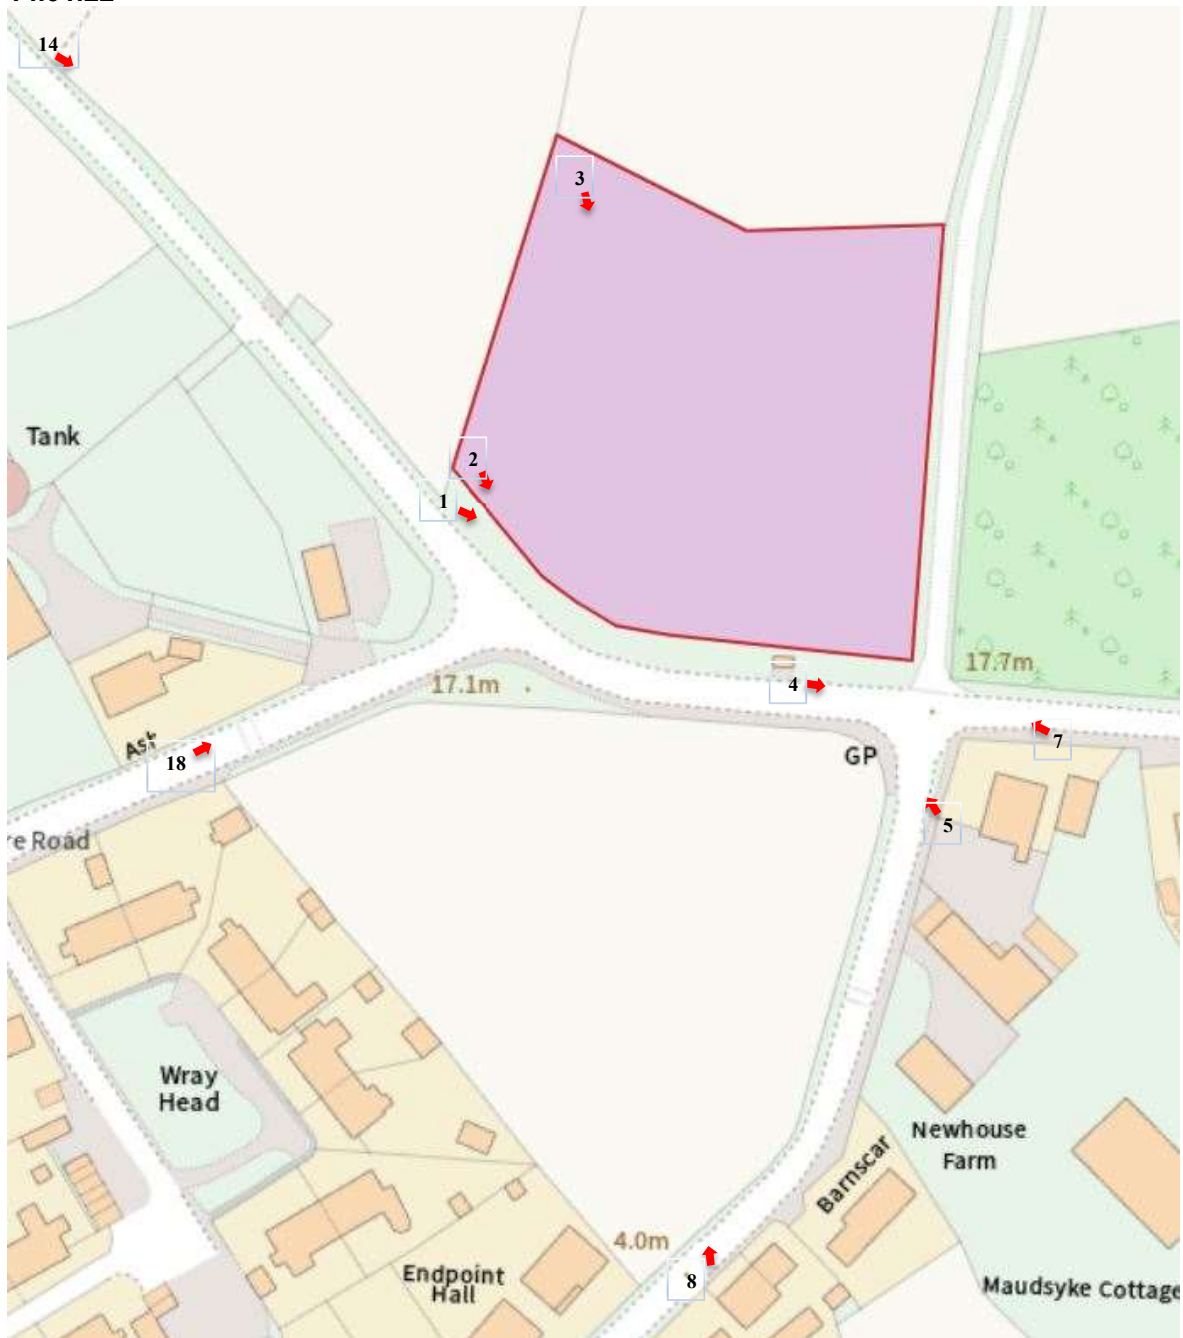 14
3
Tank
2
1
17.7m
17.1m
4
7
GP
18
5
re Road
Wray
Head
Newhouse
Farm
Barnscar
4.0m
Endpoint
Hall
8
Maudsyke Cottage